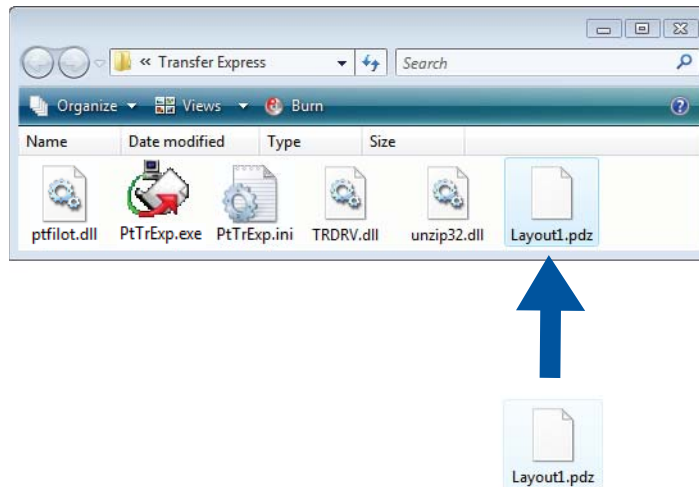 « Transfer Express
Search
Organize Views Burn
Name Date modified Type Size
ptfilot.dll PtTrExp.exe PtTrExp.ini TRDRV.dll unzip32.dll Layout1.pdz
Layout1.pdz